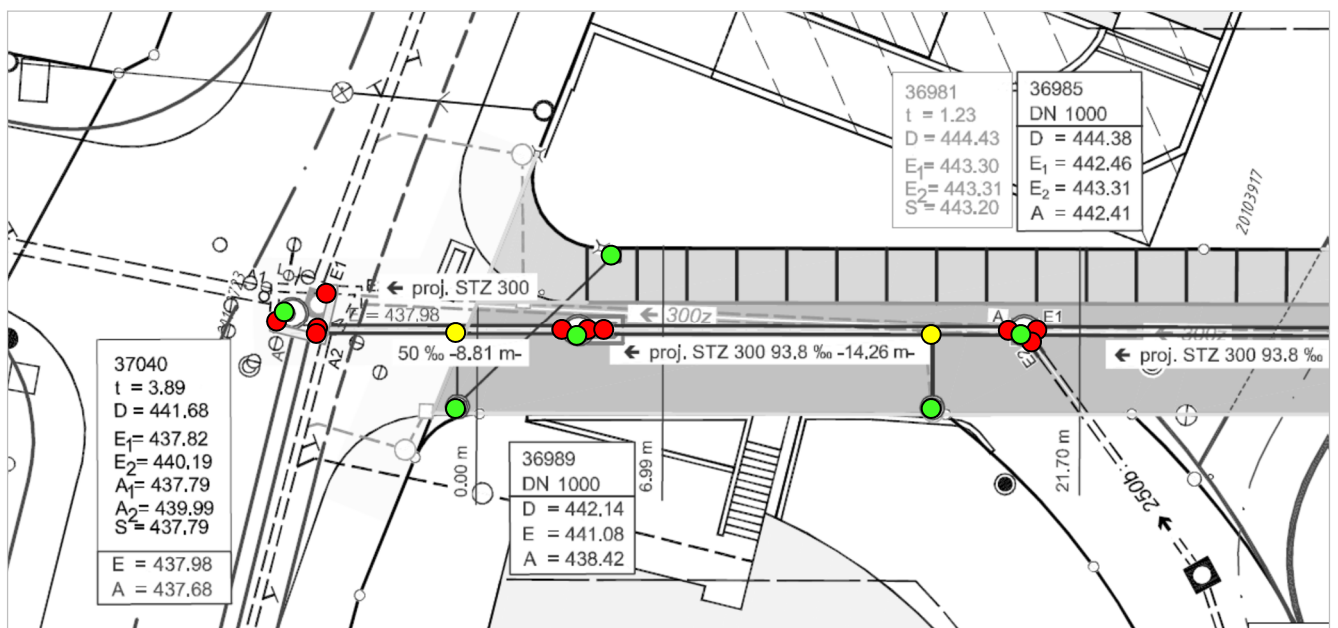 36981
t = 1.23
D = 444.43
E1= 443.30
E2= 443.31
S = 443.20
36985
DN 1000
D = 444.38
E1 = 442.46
E2 = 443.31
A = 442.41
20103917
A1
E1
← proj. STZ 300
E = 437.98
← 300z
A
E1
E2
A2
50 ‰ -8.81 m-
← proj. STZ 300 93.8 ‰ -14.26 m-
← proj. STZ 300 93.8 ‰
← 300z
37040
t = 3.89
D = 441.68
E1= 437.82
E2= 440.19
A1= 437.79
A2= 439.99
S = 437.79
E = 437.98
A = 437.68
0.00 m
6.99 m
21.70 m
36989
DN 1000
D = 442.14
E = 441.08
A = 438.42
← 250b